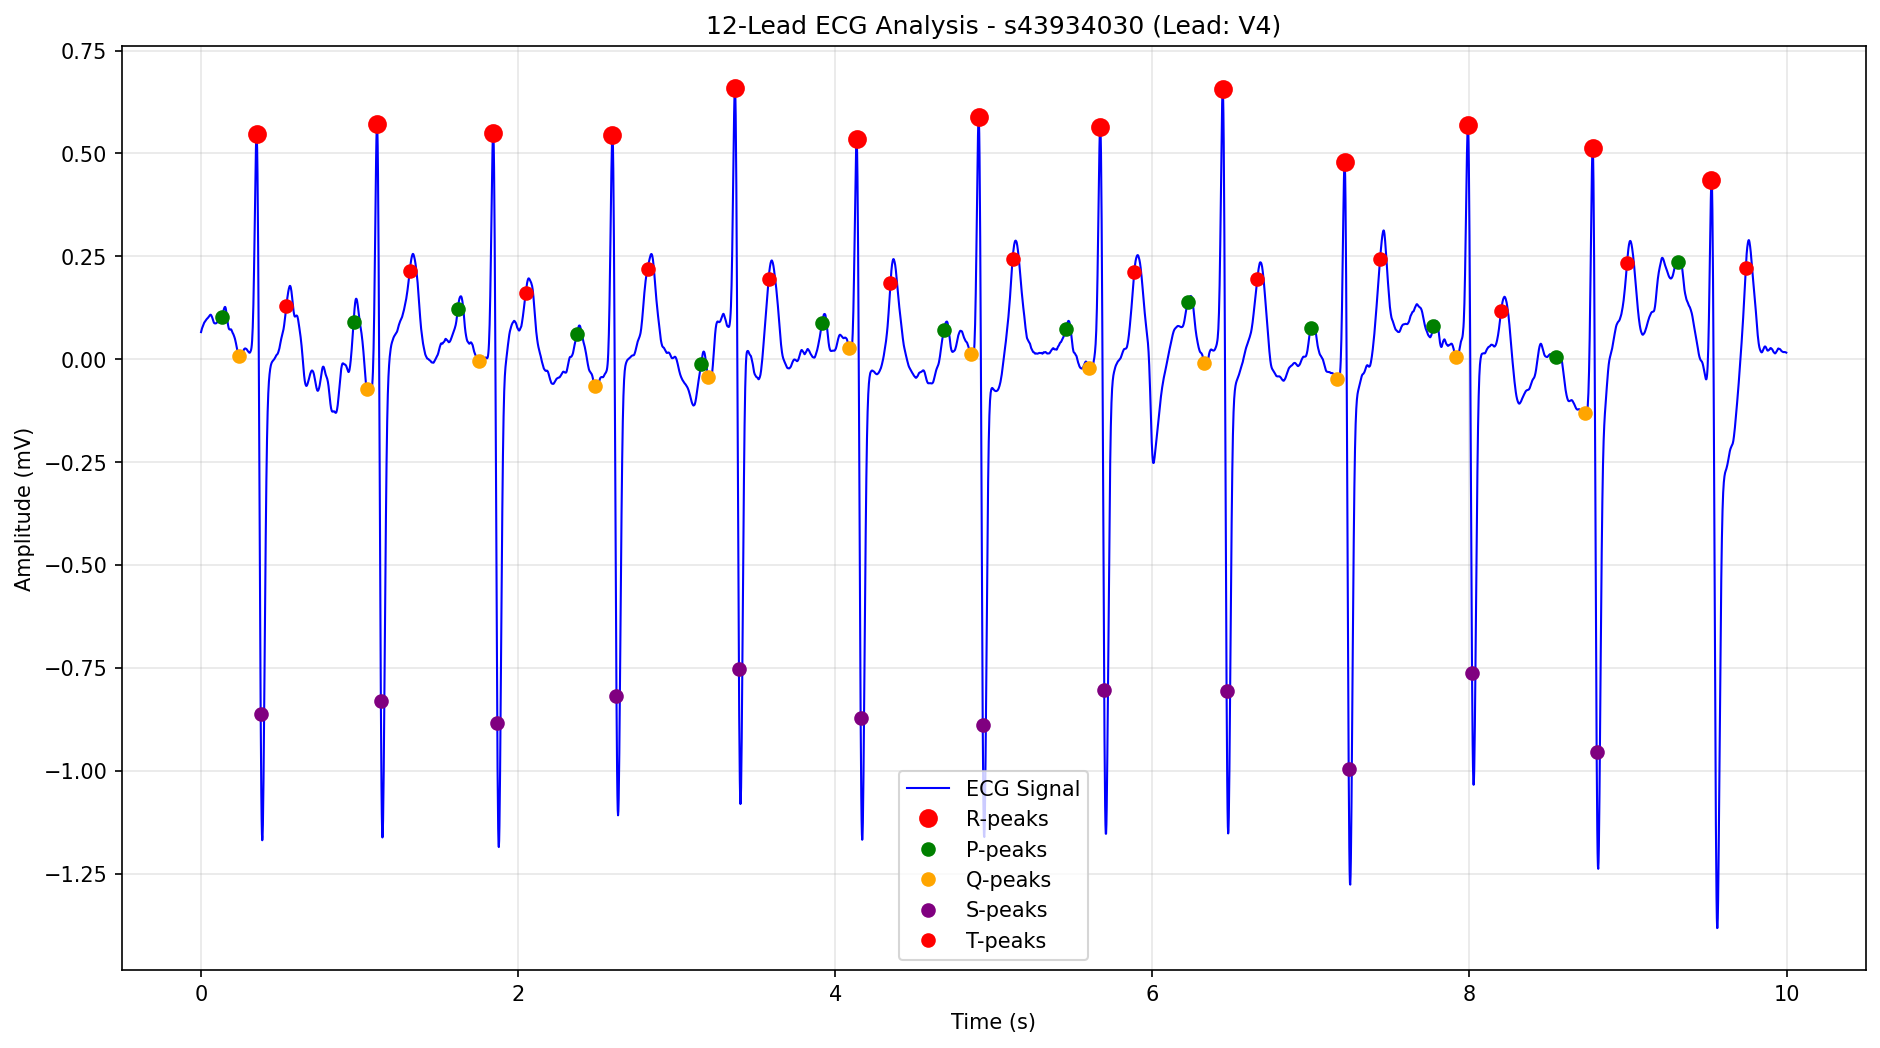 12-Lead ECG Analysis - s43934030 (Lead: V4)
Amplitude (mV)
0.75
0.50
0.25
0.00
−0.25
−0.50
−0.75
−1.00
−1.25
ECG Signal
R-peaks
P-peaks
Q-peaks
S-peaks
T-peaks
0 2 4 6 8 10
Time (s)